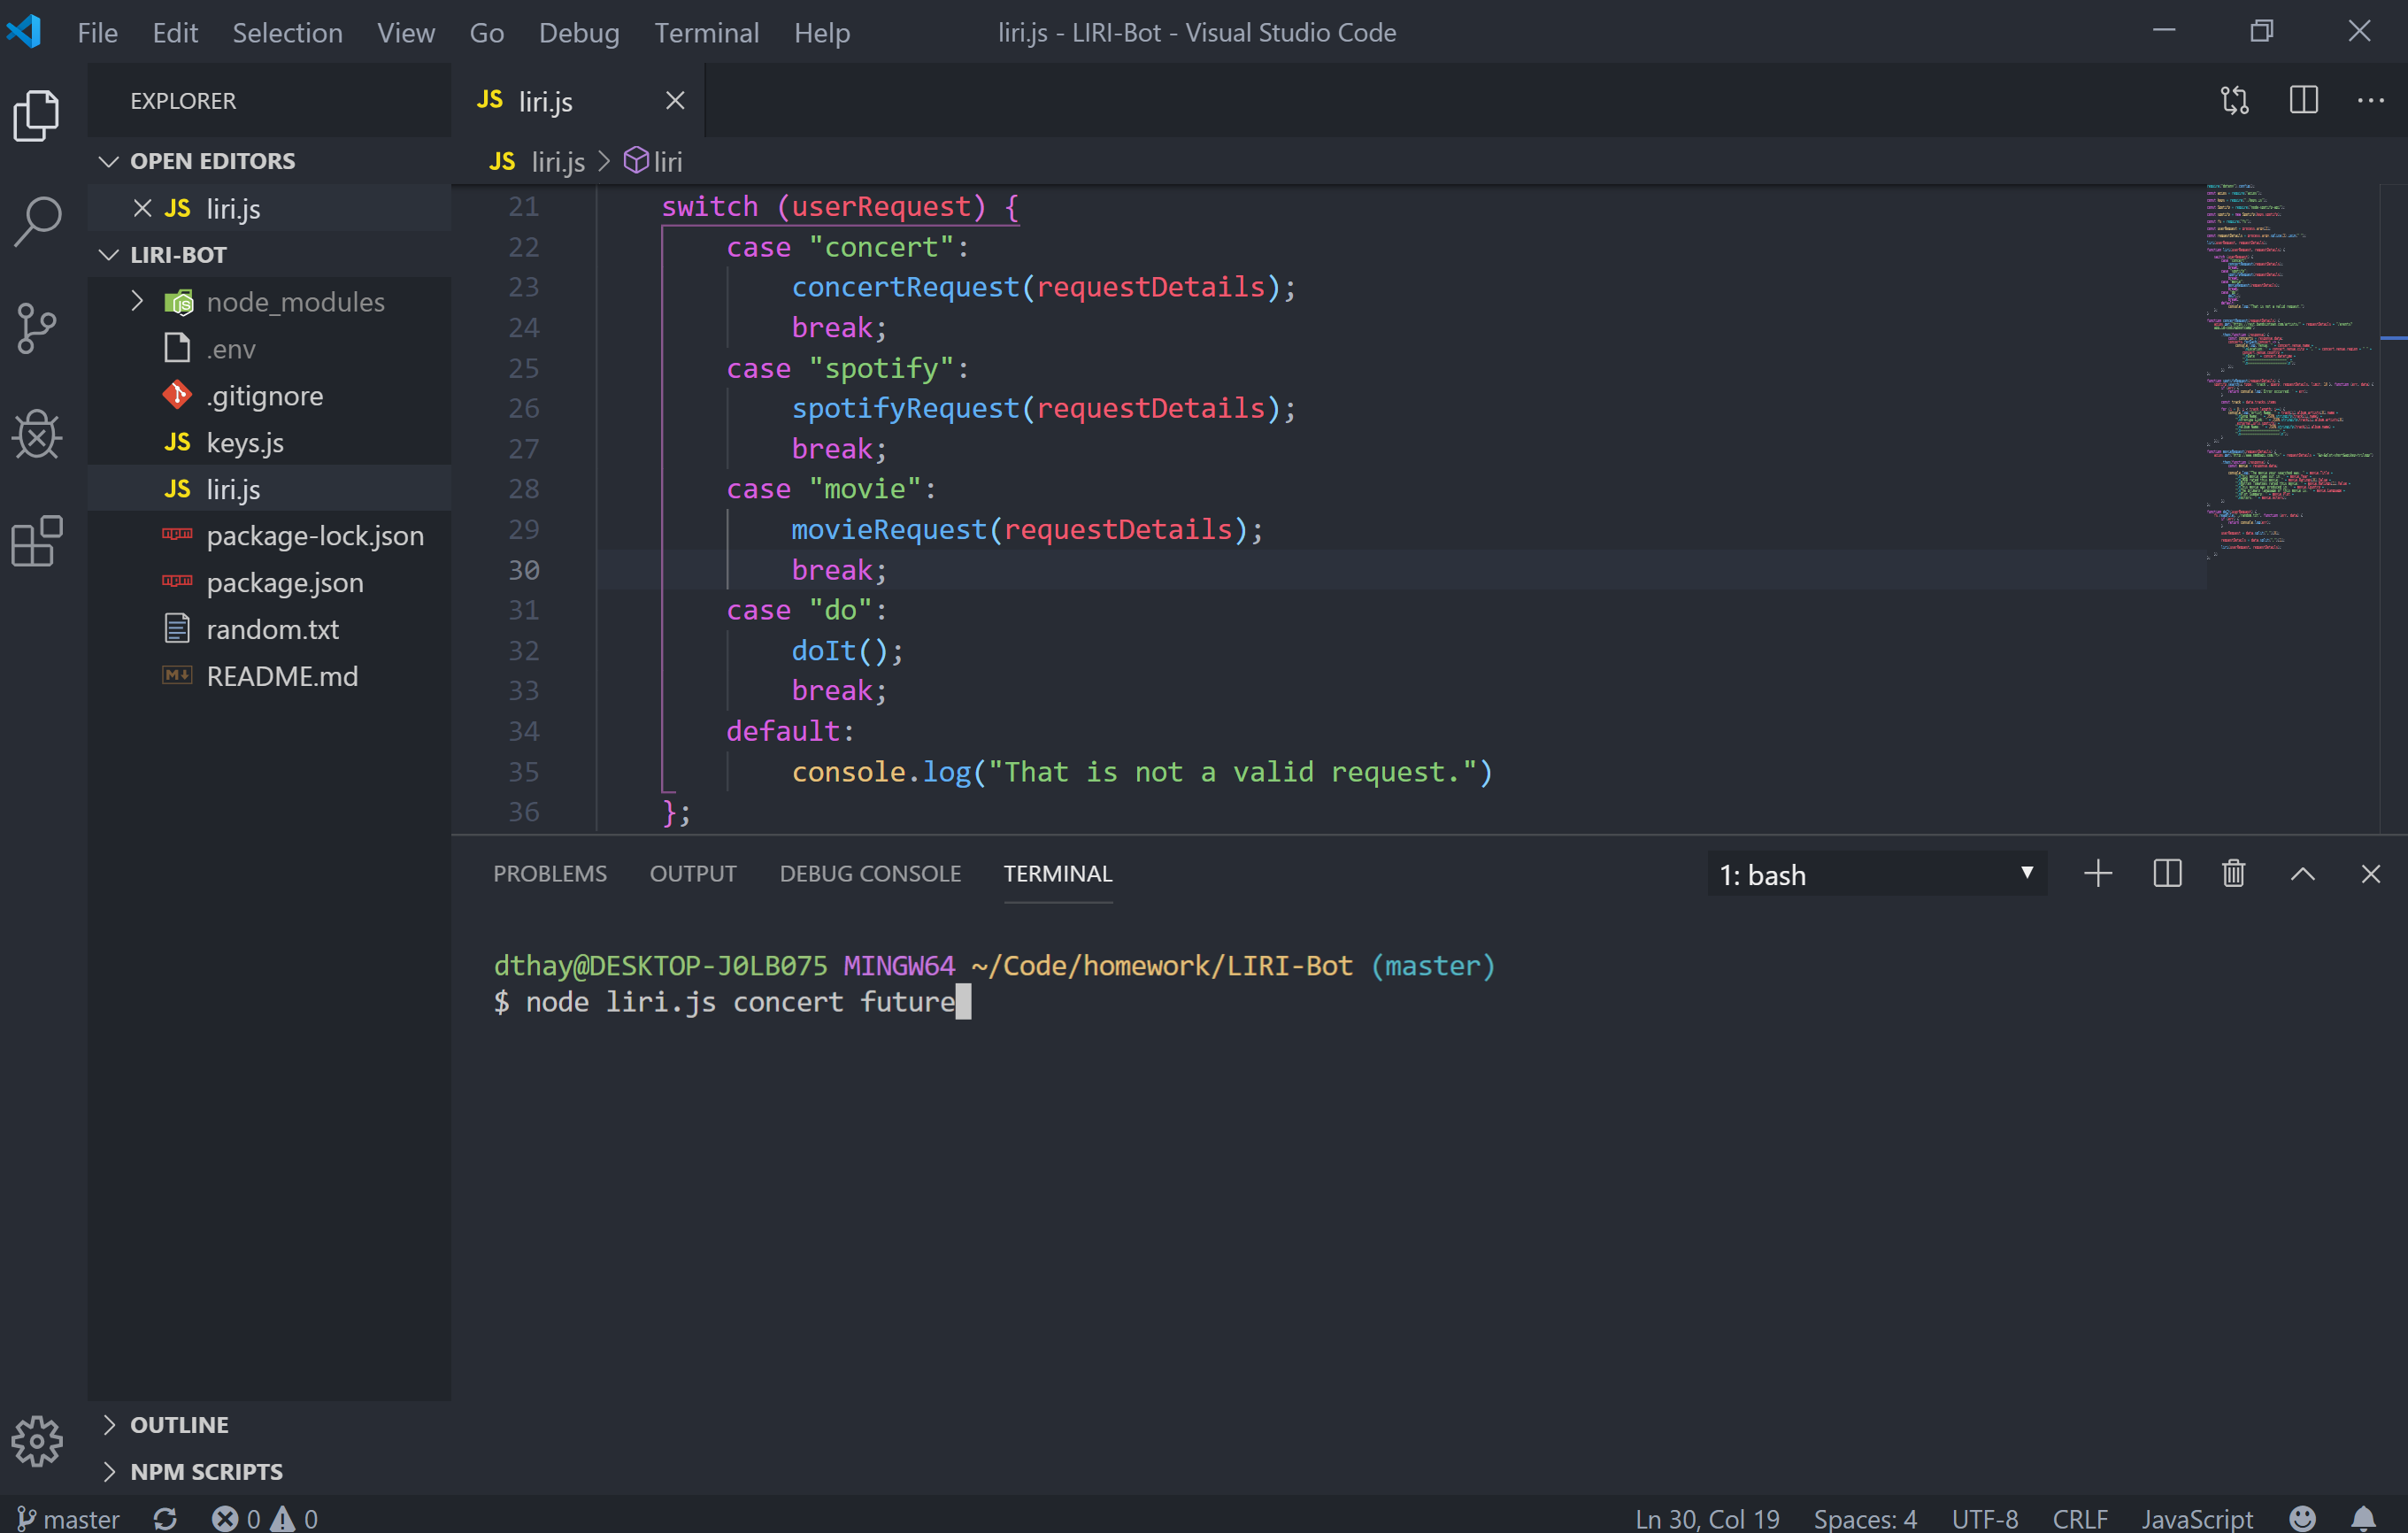 File Edit Selection View Go Debug Terminal Help liri.js - LIRI-Bot - Visual Studio Code
EXPLORER
OPEN EDITORS
JS liri.js
LIRI-BOT
node_modules
.env
.gitignore
JS keys.js
JS liri.js
package-lock.json
package.json
random.txt
README.md
OUTLINE
NPM SCRIPTS
JS liri.js
JS liri.js > liri
21 switch (userRequest) {
22 case "concert":
23 concertRequest(requestDetails);
24 break;
25 case "spotify":
26 spotifyRequest(requestDetails);
27 break;
28 case "movie":
29 movieRequest(requestDetails);
30 break;
31 case "do":
32 doIt();
33 break;
34 default:
35 console.log("That is not a valid request.")
36 };
PROBLEMS OUTPUT DEBUG CONSOLE TERMINAL 1: bash
dthay@DESKTOP-J0LB075 MINGW64 ~/Code/homework/LIRI-Bot (master)
$ node liri.js concert future
master 0 0 Ln 30, Col 19 Spaces: 4 UTF-8 CRLF JavaScript